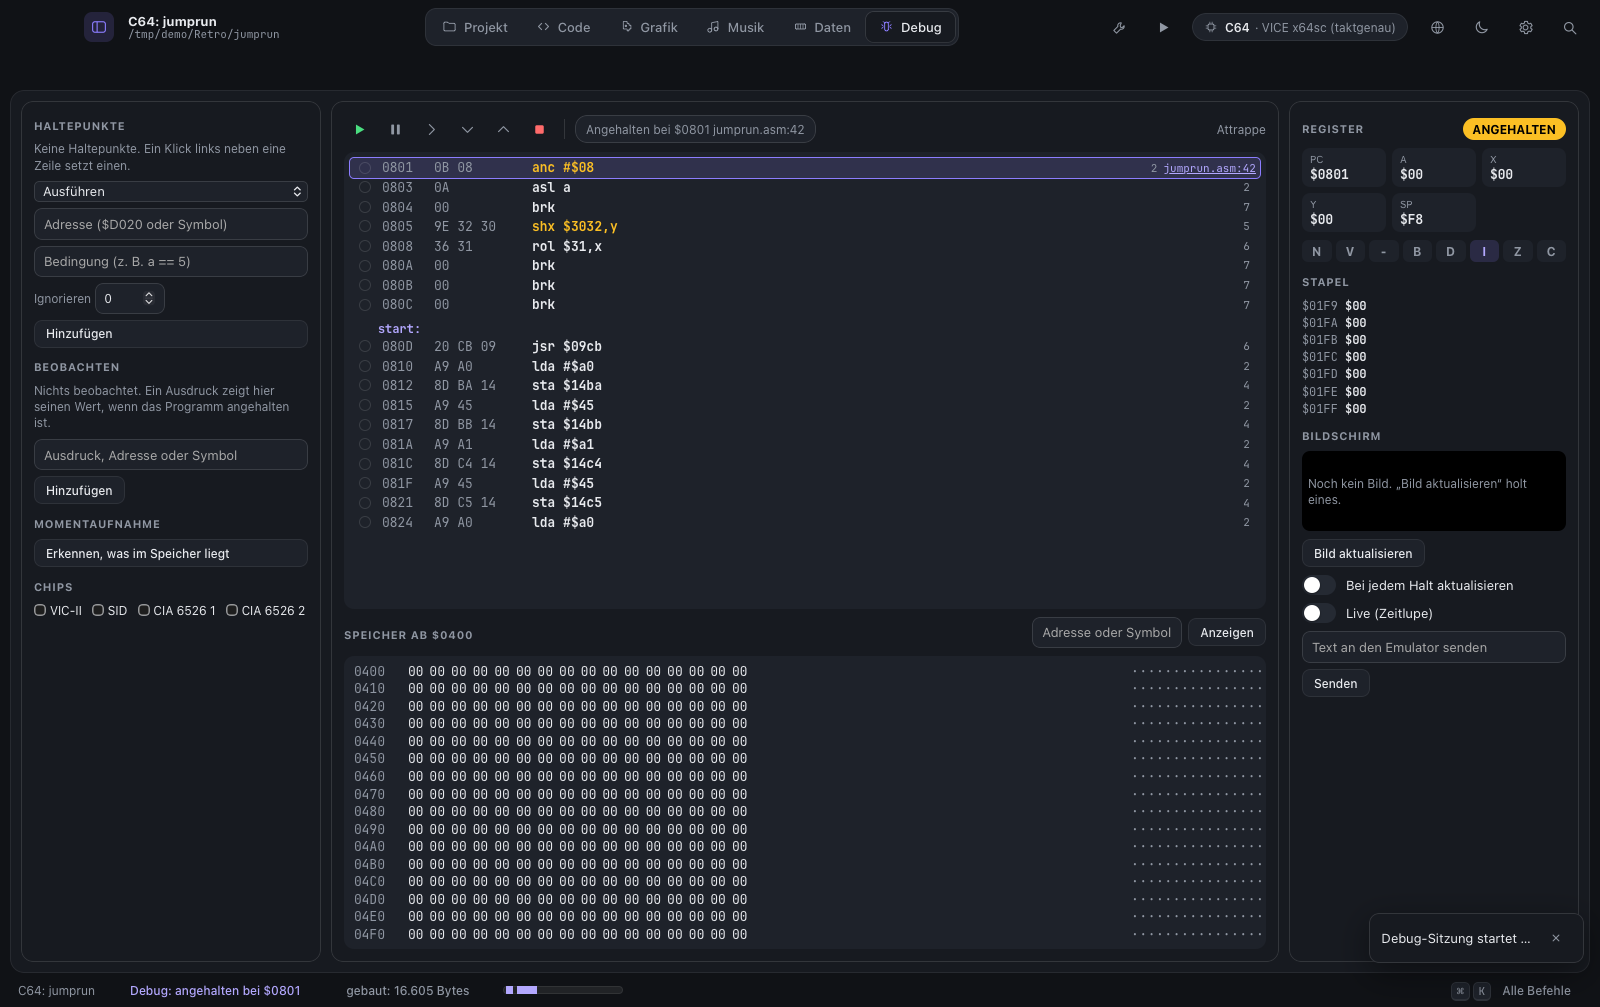 C64: jumprun
/tmp/demo/Retro/jumprun
Projekt Code Grafik Musik Daten Debug
C64 · VICE x64sc (taktgenau)
HALTEPUNKTE
Keine Haltepunkte. Ein Klick links neben eine
Zeile setzt einen.
Ausführen
Adresse ($D020 oder Symbol)
Bedingung (z. B. a == 5)
Ignorieren 0
Hinzufügen
BEOBACHTEN
Nichts beobachtet. Ein Ausdruck zeigt hier
seinen Wert, wenn das Programm angehalten
ist.
Ausdruck, Adresse oder Symbol
Hinzufügen
MOMENTAUFNAHME
Erkennen, was im Speicher liegt
CHIPS
VIC-II SID CIA 6526 1 CIA 6526 2
Angehalten bei $0801 jumprun.asm:42
Attrappe
0801 0B 08 anc #$08 2 jumprun.asm:42
0803 0A asl a 2
0804 00 brk 7
0805 9E 32 30 shx $3032,y 5
0808 36 31 rol $31,x 6
080A 00 brk 7
080B 00 brk 7
080C 00 brk 7
start:
080D 20 CB 09 jsr $09cb 6
0810 A9 A0 lda #$a0 2
0812 8D BA 14 sta $14ba 4
0815 A9 45 lda #$45 2
0817 8D BB 14 sta $14bb 4
081A A9 A1 lda #$a1 2
081C 8D C4 14 sta $14c4 4
081F A9 45 lda #$45 2
0821 8D C5 14 sta $14c5 4
0824 A9 A0 lda #$a0 2
SPEICHER AB $0400
Adresse oder Symbol
Anzeigen
0400 00 00 00 00 00 00 00 00 00 00 00 00 00 00 00 00 ................
0410 00 00 00 00 00 00 00 00 00 00 00 00 00 00 00 00 ................
0420 00 00 00 00 00 00 00 00 00 00 00 00 00 00 00 00 ................
0430 00 00 00 00 00 00 00 00 00 00 00 00 00 00 00 00 ................
0440 00 00 00 00 00 00 00 00 00 00 00 00 00 00 00 00 ................
0450 00 00 00 00 00 00 00 00 00 00 00 00 00 00 00 00 ................
0460 00 00 00 00 00 00 00 00 00 00 00 00 00 00 00 00 ................
0470 00 00 00 00 00 00 00 00 00 00 00 00 00 00 00 00 ................
0480 00 00 00 00 00 00 00 00 00 00 00 00 00 00 00 00 ................
0490 00 00 00 00 00 00 00 00 00 00 00 00 00 00 00 00 ................
04A0 00 00 00 00 00 00 00 00 00 00 00 00 00 00 00 00 ................
04B0 00 00 00 00 00 00 00 00 00 00 00 00 00 00 00 00 ................
04C0 00 00 00 00 00 00 00 00 00 00 00 00 00 00 00 00 ................
04D0 00 00 00 00 00 00 00 00 00 00 00 00 00 00 00 00 ................
04E0 00 00 00 00 00 00 00 00 00 00 00 00 00 00 00 00 ................
04F0 00 00 00 00 00 00 00 00 00 00 00 00 00 00 00 00 ................
REGISTER
ANGEHALTEN
PC A X
$0801 $00 $00
Y SP
$00 $F8
N V - B D I Z C
STAPEL
$01F9 $00
$01FA $00
$01FB $00
$01FC $00
$01FD $00
$01FE $00
$01FF $00
BILDSCHIRM
Noch kein Bild. „Bild aktualisieren" holt
eines.
Bild aktualisieren
Bei jedem Halt aktualisieren
Live (Zeitlupe)
Text an den Emulator senden
Senden
Debug-Sitzung startet …
C64: jumprun
Debug: angehalten bei $0801
gebaut: 16.605 Bytes
⌘ K Alle Befehle